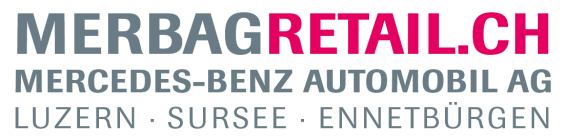 MERBAGRETAIL.CH
MERCEDES-BENZ AUTOMOBIL AG
LUZERN · SURSEE · ENNETBÜRGEN